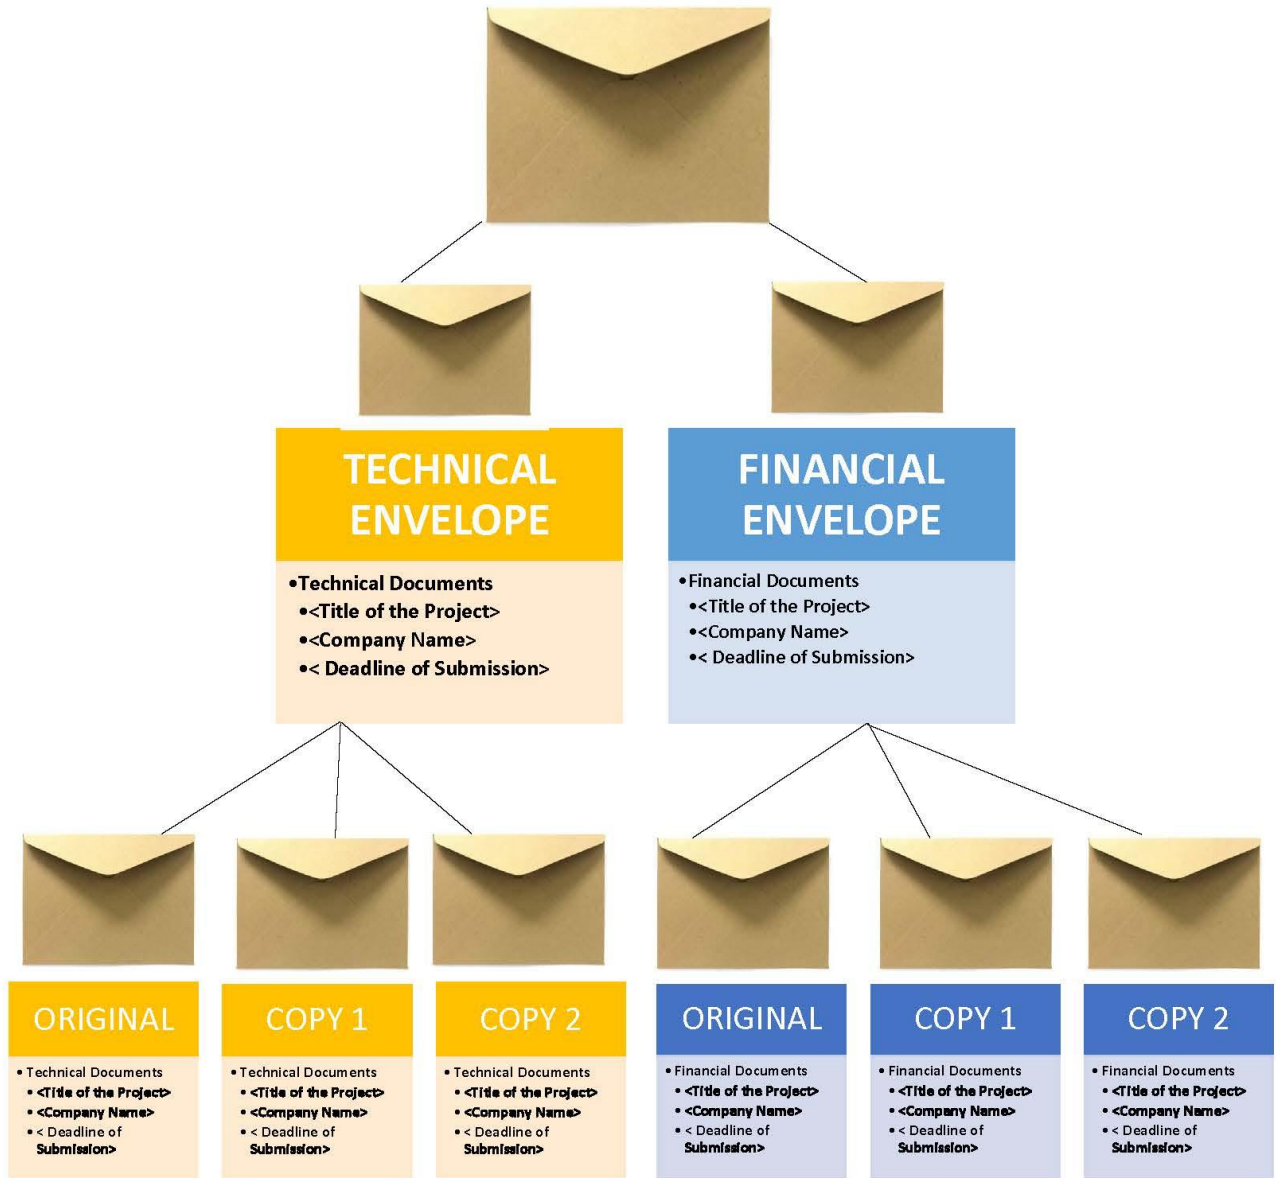 TECHNICAL
ENVELOPE
•Technical Documents
•<Title of the Project>
•<Company Name>
•< Deadline of Submission>
FINANCIAL
ENVELOPE
•Financial Documents
•<Title of the Project>
•<Company Name>
•< Deadline of Submission>
ORIGINAL
• Technical Documents
• <Title of the Project>
• <Company Name>
• < Deadline of
Submission>
COPY 1
• Technical Documents
• <Title of the Project>
• <Company Name>
• < Deadline of
Submission>
COPY 2
• Technical Documents
• <Title of the Project>
• <Company Name>
• < Deadline of
Submission>
ORIGINAL
• Financial Documents
• <Title of the Project>
• <Company Name>
• < Deadline of
Submission>
COPY 1
• Financial Documents
• <Title of the Project>
• <Company Name>
• < Deadline of
Submission>
COPY 2
• Financial Documents
• <Title of the Project>
• <Company Name>
• < Deadline of
Submission>